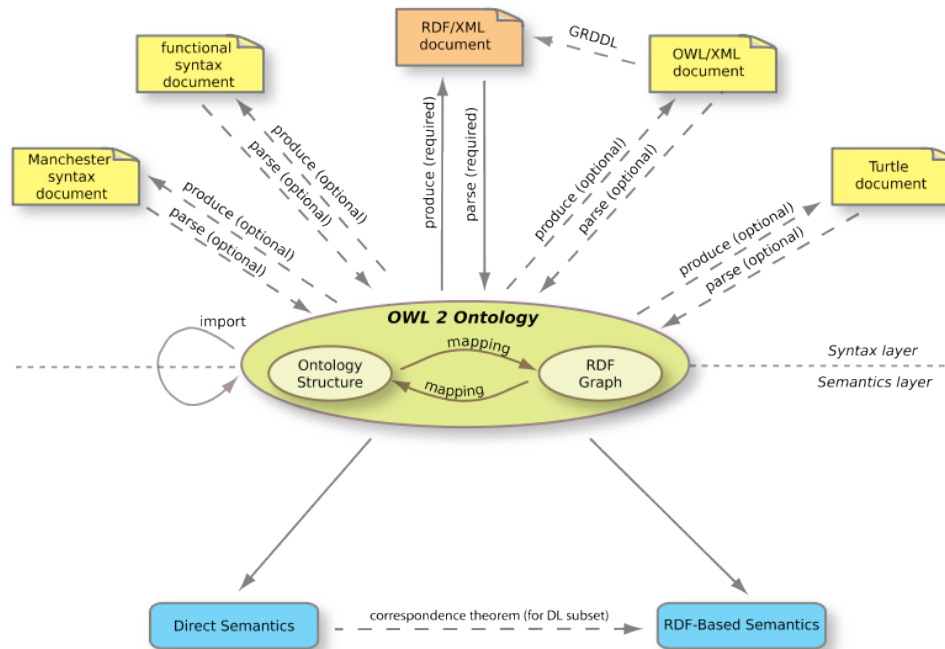 RDF/XML
document
GRDDL
functional
syntax
document
OWL/XML
document
Manchester
syntax
document
Turtle
document
produce (optional)
parse (optional)
produce (optional)
parse (optional)
produce (required)
parse (required)
produce (optional)
parse (optional)
produce (optional)
parse (optional)
import
OWL 2 Ontology
mapping
Ontology
Structure
mapping
RDF
Graph
Syntax layer
Semantics layer
Direct Semantics
correspondence theorem (for DL subset)
RDF-Based Semantics